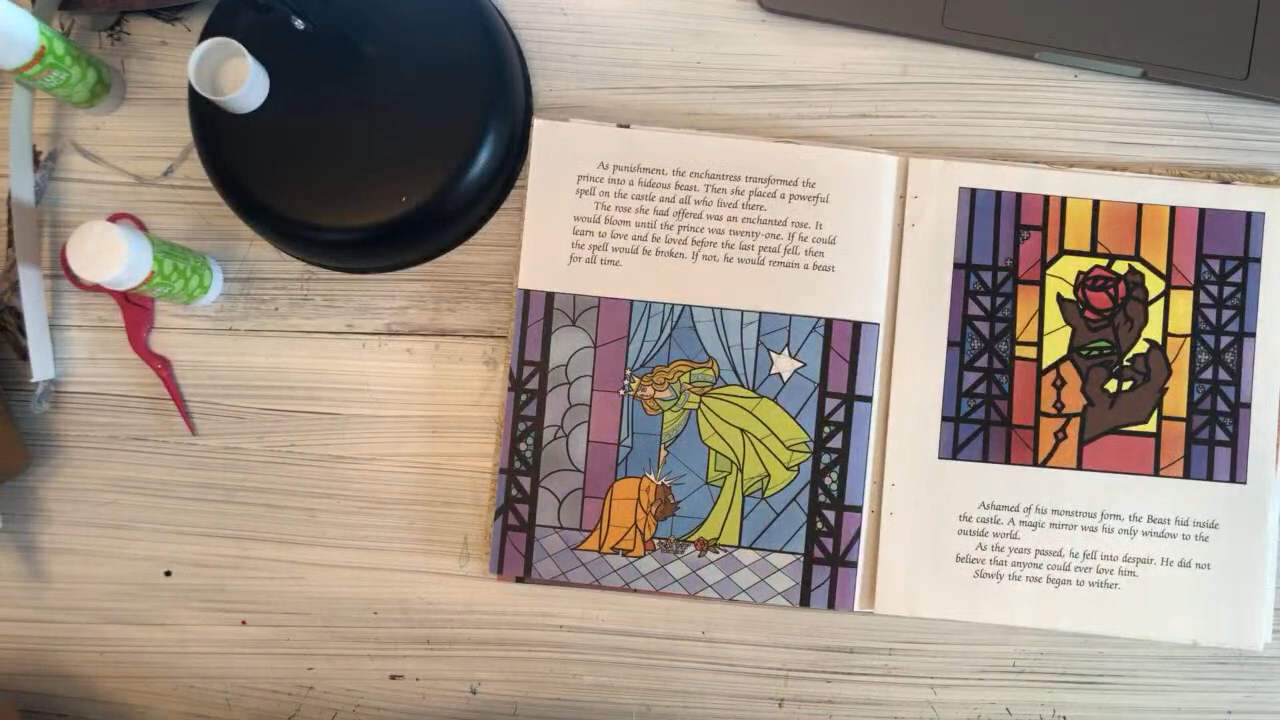 As punishment, the enchantress transformed the
prince into a hideous beast. Then she placed a powerful
spell on the castle and all who lived there.
The rose she had offered was an enchanted rose. It
would bloom until the prince was twenty-one. If he could
learn to love and be loved before the last petal fell, then
the spell would be broken. If not, he would remain a beast
for all time.
Ashamed of his monstrous form, the Beast hid inside
the castle. A magic mirror was his only window to the
outside world.
As the years passed, he fell into despair. He did not
believe that anyone could ever love him.
Slowly the rose began to wither.